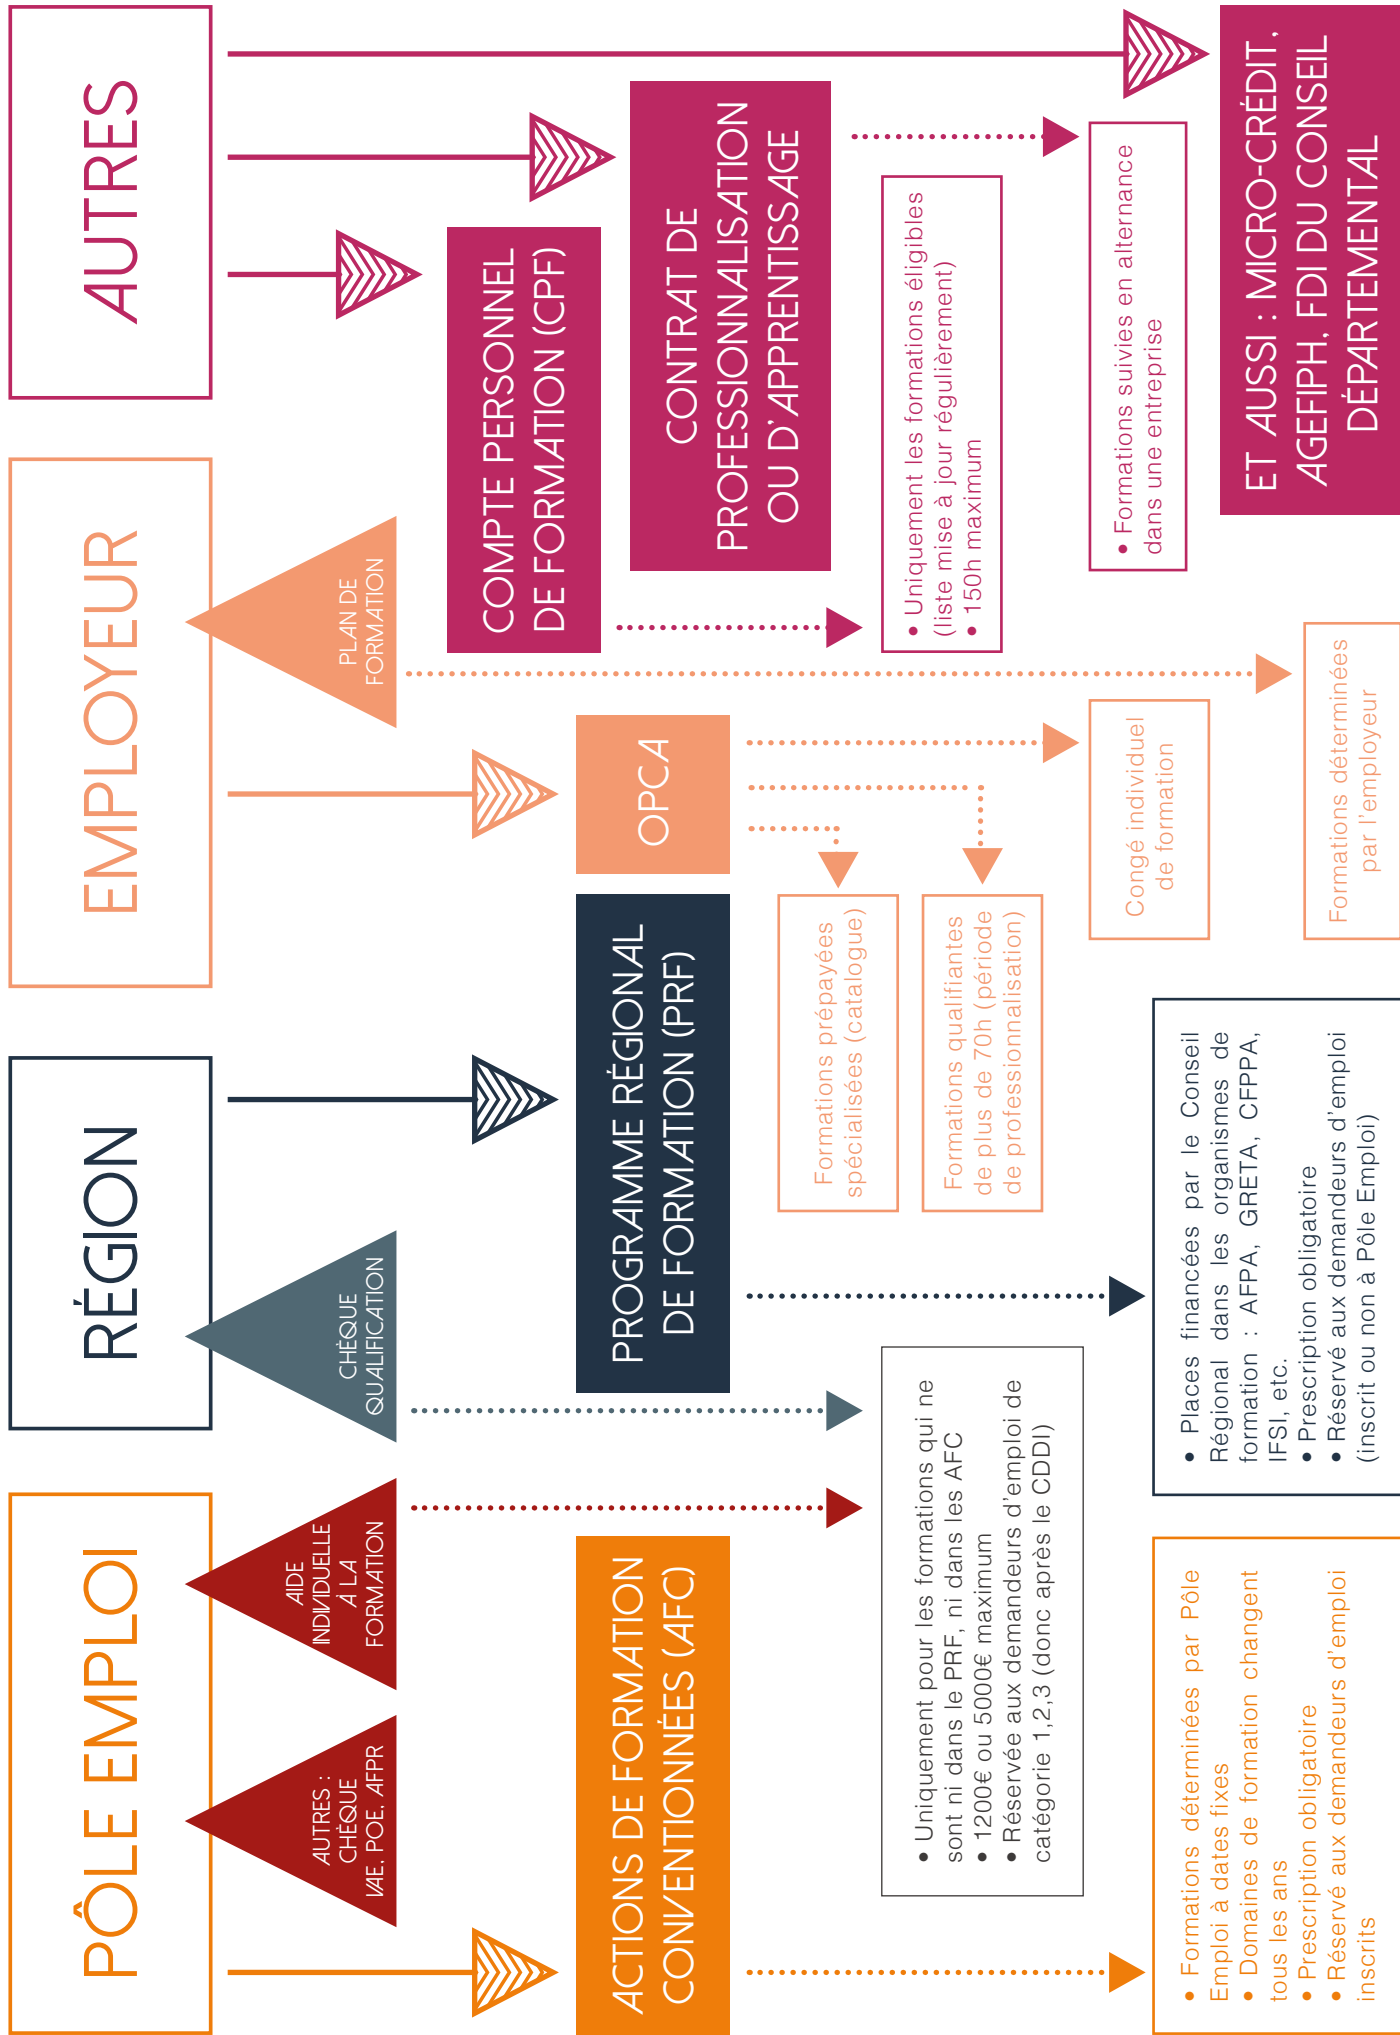 PÔLE EMPLOI
AUTRES :
CHÈQUE
VAE, POE, AFPR
AIDE
INDIVIDUELLE
À LA
FORMATION
ACTIONS DE FORMATION
CONVENTIONNÉES (AFC)
• Formations déterminées par Pôle
Emploi à dates fixes
• Domaines de formation changent
tous les ans
• Prescription obligatoire
• Réservé aux demandeurs d'emploi
inscrits
RÉGION
CHÈQUE
QUALIFICATION
• Uniquement pour les formations qui ne
sont ni dans le PRF, ni dans les AFC
• 1200€ ou 5000€ maximum
• Réservée aux demandeurs d'emploi de
catégorie 1,2,3 (donc après le CDDI)
PROGRAMME RÉGIONAL
DE FORMATION (PRF)
• Places financées par le Conseil
Régional dans les organismes de
formation : AFPA, GRETA, CFPPA,
IFSI, etc.
• Prescription obligatoire
• Réservé aux demandeurs d'emploi
(inscrit ou non à Pôle Emploi)
EMPLOYEUR
PLAN DE
FORMATION
OPCA
Formations prépayées
spécialisées (catalogue)
Formations qualifiantes
de plus de 70h (période
de professionnalisation)
Congé individuel
de formation
Formations déterminées
par l'employeur
AUTRES
COMPTE PERSONNEL
DE FORMATION (CPF)
CONTRAT DE
PROFESSIONNALISATION
OU D'APPRENTISSAGE
• Uniquement les formations éligibles
(liste mise à jour régulièrement)
• 150h maximum
• Formations suivies en alternance
dans une entreprise
ET AUSSI : MICRO-CRÉDIT,
AGEFIPH, FDI DU CONSEIL
DÉPARTEMENTAL